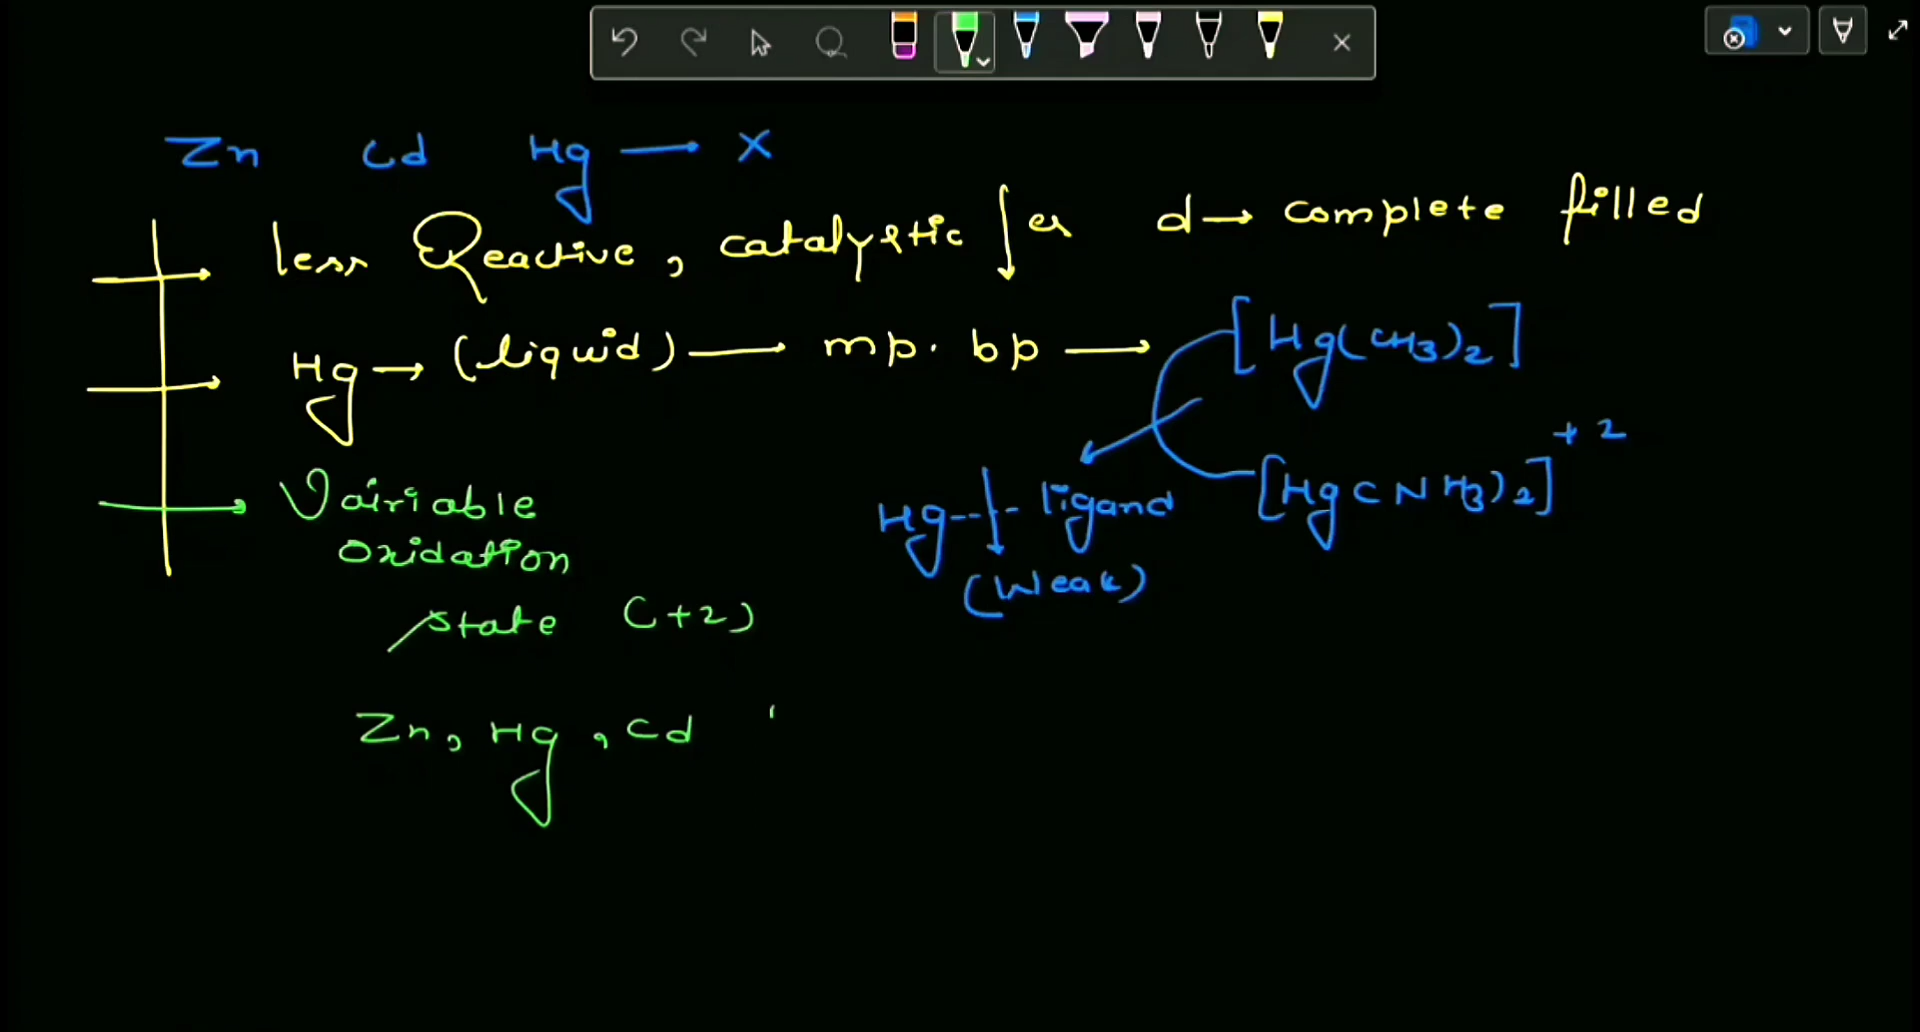 Zn Cd Hg → X
less Reactive, catalytic ↓er d → complete filled
Hg → (liquid) → mp. bp → [Hg(CH3)2]
[Hg(NH3)2]+2
Hg-----ligand
(Weak)
Vairiable
oxidation
state (+2)
Zn, Hg, Cd